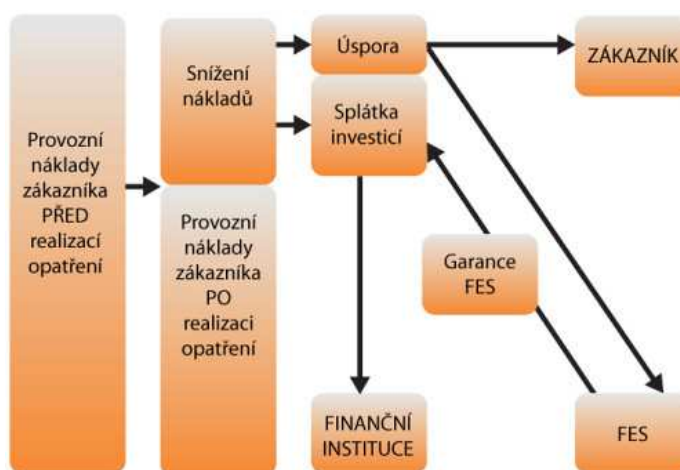 Provozní
náklady
zákazníka
PŘED
realizací
opatření
Snížení
nákladů
Provozní
náklady
zákazníka
PO
realizaci
opatření
Úspora
Splátka
investicí
ZÁKAZNÍK
Garance
FES
FINANČNÍ
INSTITUCE
FES